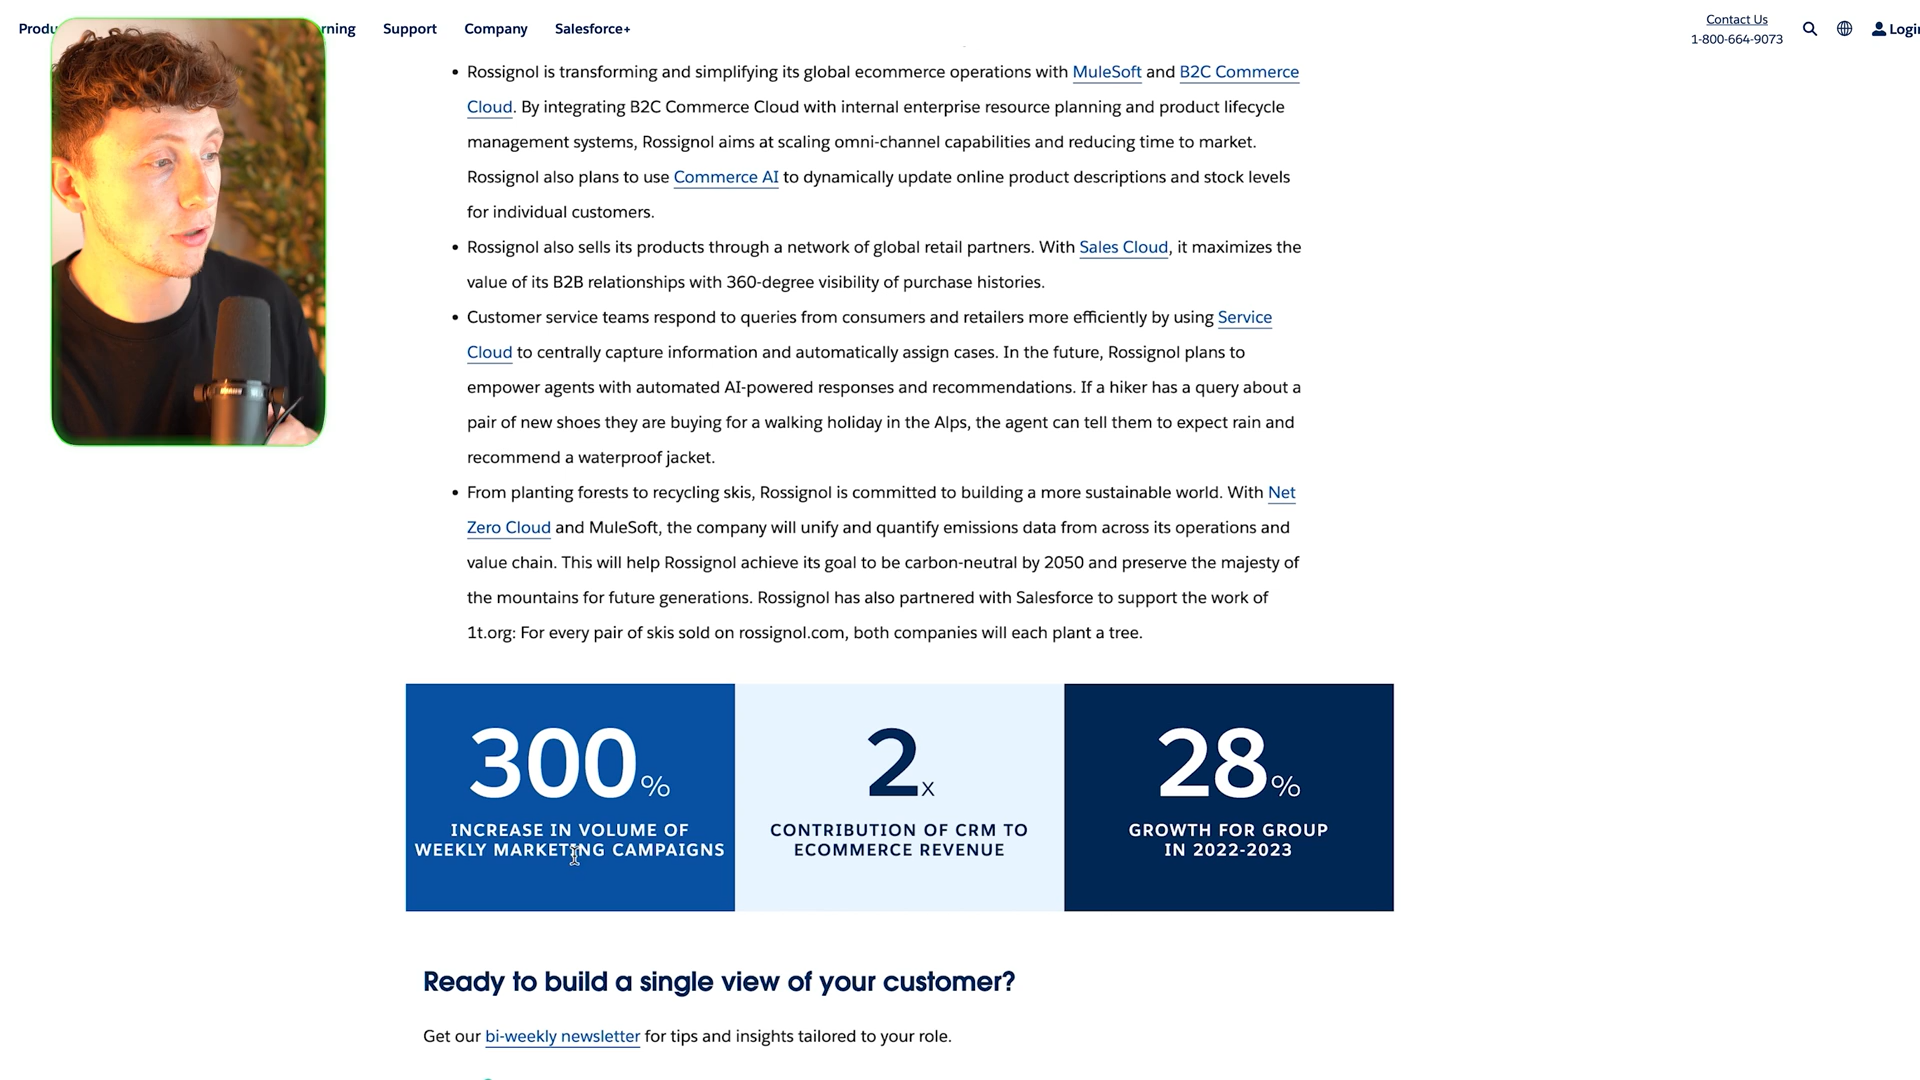 Produ
rning
Support
Company
Salesforce+
Contact Us
1-800-664-9073
Login
• Rossignol is transforming and simplifying its global ecommerce operations with MuleSoft and B2C Commerce
Cloud. By integrating B2C Commerce Cloud with internal enterprise resource planning and product lifecycle
management systems, Rossignol aims at scaling omni-channel capabilities and reducing time to market.
Rossignol also plans to use Commerce AI to dynamically update online product descriptions and stock levels
for individual customers.
• Rossignol also sells its products through a network of global retail partners. With Sales Cloud, it maximizes the
value of its B2B relationships with 360-degree visibility of purchase histories.
• Customer service teams respond to queries from consumers and retailers more efficiently by using Service
Cloud to centrally capture information and automatically assign cases. In the future, Rossignol plans to
empower agents with automated AI-powered responses and recommendations. If a hiker has a query about a
pair of new shoes they are buying for a walking holiday in the Alps, the agent can tell them to expect rain and
recommend a waterproof jacket.
• From planting forests to recycling skis, Rossignol is committed to building a more sustainable world. With Net
Zero Cloud and MuleSoft, the company will unify and quantify emissions data from across its operations and
value chain. This will help Rossignol achieve its goal to be carbon-neutral by 2050 and preserve the majesty of
the mountains for future generations. Rossignol has also partnered with Salesforce to support the work of
1t.org: For every pair of skis sold on rossignol.com, both companies will each plant a tree.
300%
INCREASE IN VOLUME OF
WEEKLY MARKETING CAMPAIGNS
2x
CONTRIBUTION OF CRM TO
ECOMMERCE REVENUE
28%
GROWTH FOR GROUP
IN 2022-2023
Ready to build a single view of your customer?
Get our bi-weekly newsletter for tips and insights tailored to your role.